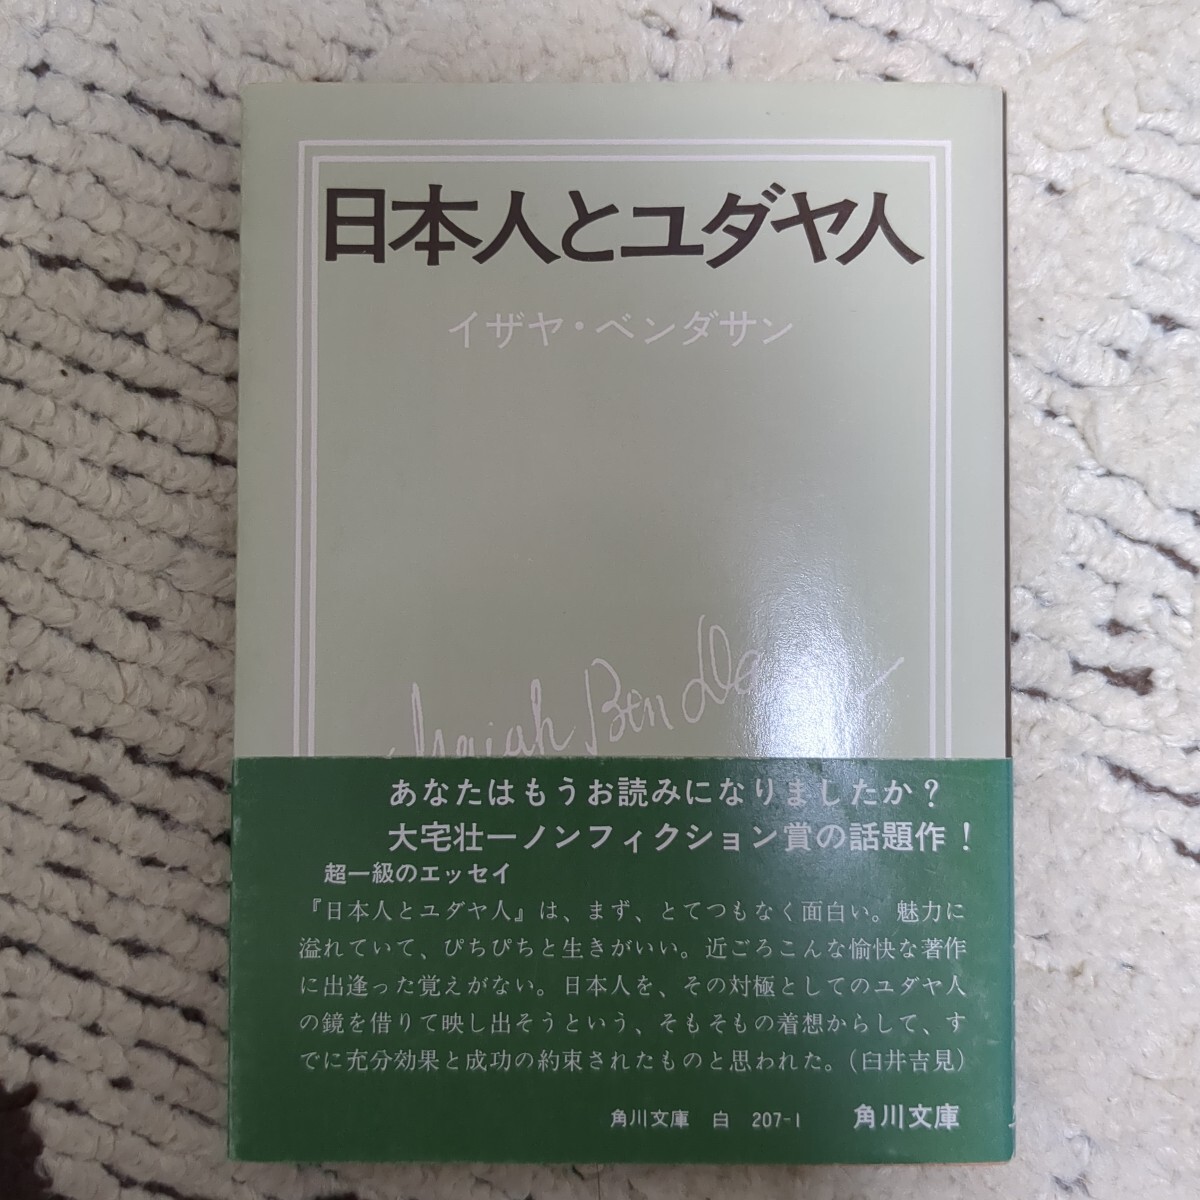 日本人とユダヤ人
イザヤ・ベンダサン
Isaiah Ben
あなたはもうお読みになりましたか?
大宅壮一ノンフィクション賞の話題作!
超一級のエッセイ
『日本人とユダヤ人』は、まず、とてつもなく面白い。魅力に
溢れていて、ぴちぴちと生きがいい。近ごろこんな愉快な著作
に出逢った覚えがない。日本人を、その対極としてのユダヤ人
の鏡を借りて映し出そうという、そもそもの着想からして、す
でに充分効果と成功の約束されたものと思われた。(臼井吉見)
角川文庫 白 207-1 角川文庫